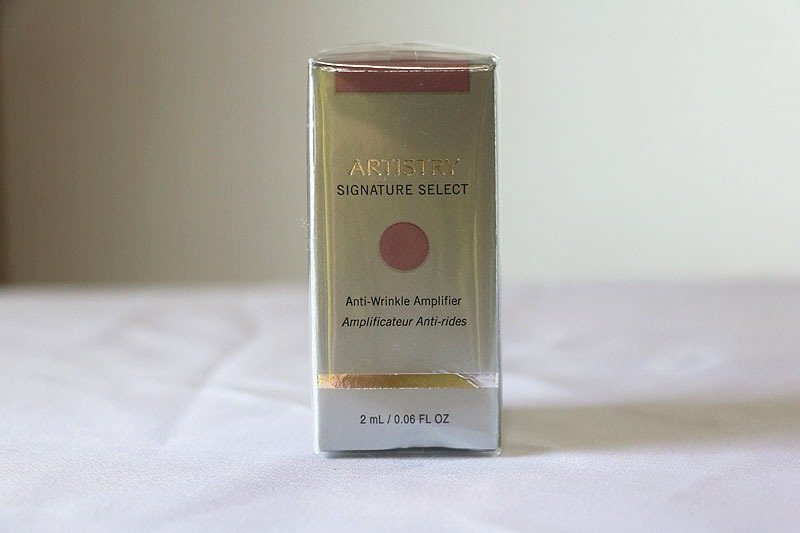 ARTISTRY
SIGNATURE SELECT
Anti-Wrinkle Amplifier
Amplificateur Anti-rides
2 mL / 0.06 FL OZ